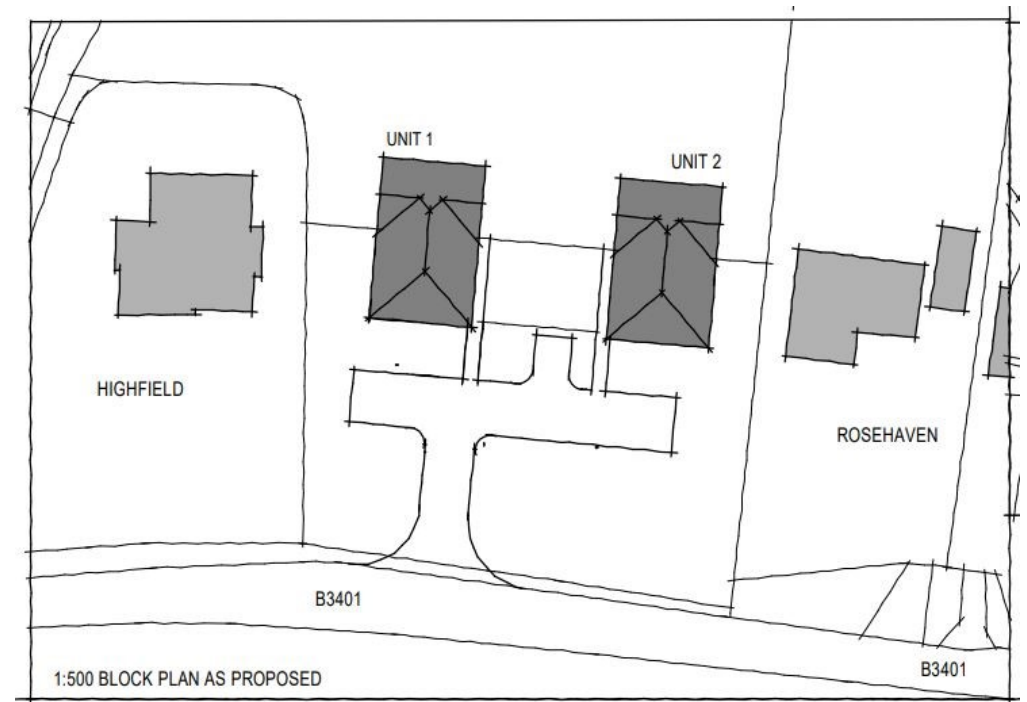 UNIT 1
UNIT 2
HIGHFIELD
ROSEHAVEN
B3401
B3401
1:500 BLOCK PLAN AS PROPOSED